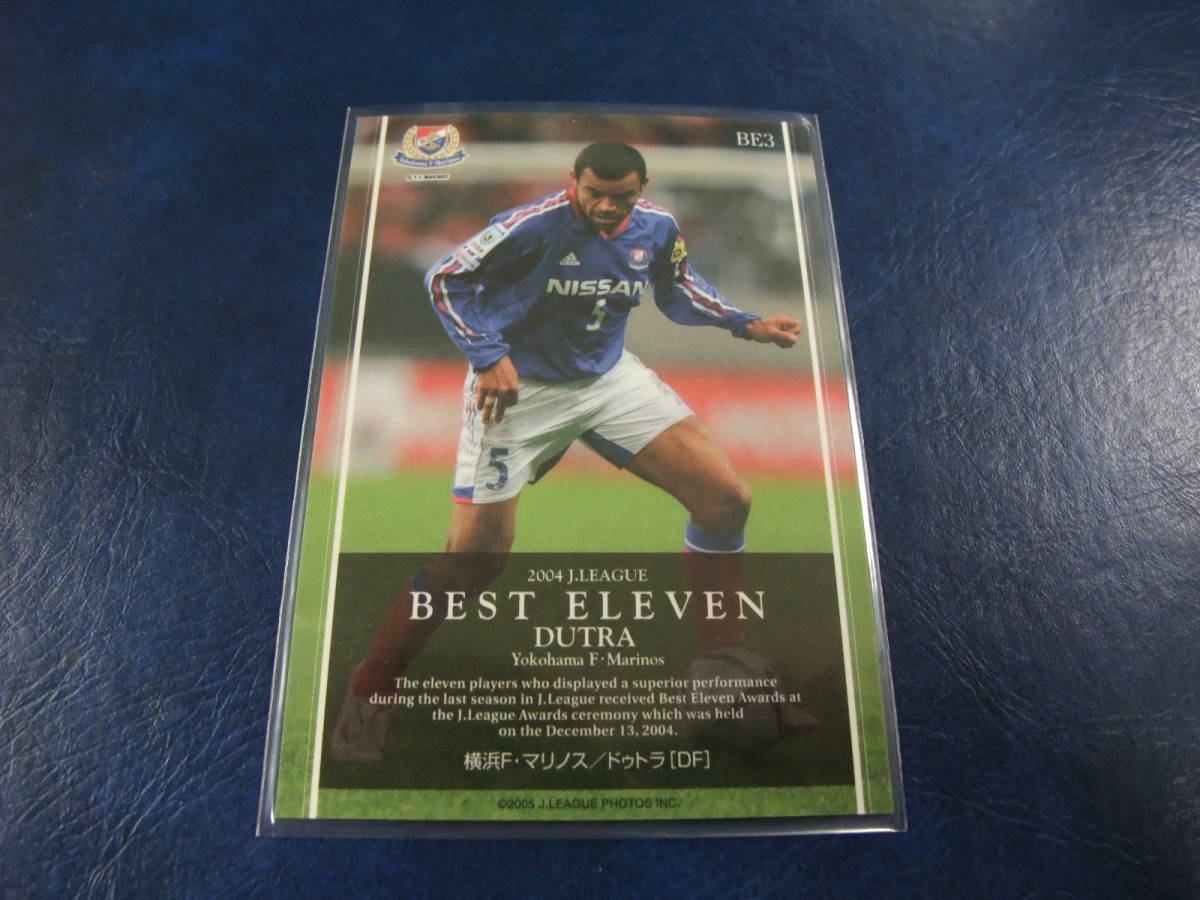 BE3
Yokohama F·Marinos
adidas
NISSAN
5
5
2004 J.LEAGUE
BEST ELEVEN
DUTRA
Yokohama F·Marinos
The eleven players who displayed a superior performance
during the last season in J.League received Best Eleven Awards at
the J.League Awards ceremony which was held
on the December 13, 2004.
横浜F・マリノス／ドゥトラ[DF]
©2005 J.LEAGUE PHOTOS INC.